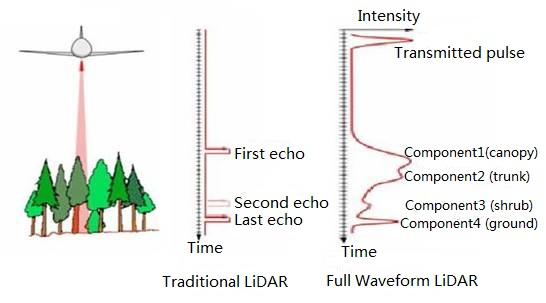 Intensity
Transmitted pulse
First echo
Second echo
Last echo
Time
Traditional LiDAR
Component1(canopy)
Component2 (trunk)
Component3 (shrub)
Component4 (ground)
Time
Full Waveform LiDAR